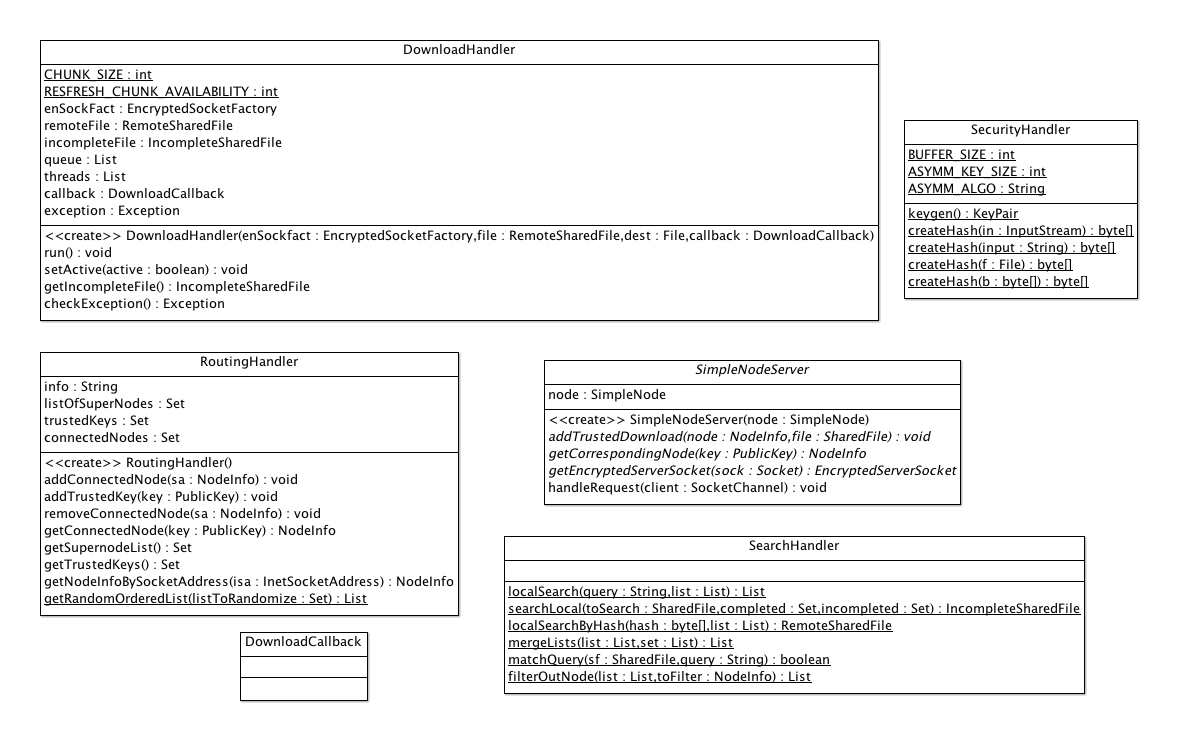 DownloadHandler
CHUNK_SIZE : int
RESFRESH_CHUNK_AVAILABILITY : int
enSockFact : EncryptedSocketFactory
remoteFile : RemoteSharedFile
incompleteFile : IncompleteSharedFile
queue : List
threads : List
callback : DownloadCallback
exception : Exception
<<create>> DownloadHandler(enSockfact : EncryptedSocketFactory,file : RemoteSharedFile,dest : File,callback : DownloadCallback)
run() : void
setActive(active : boolean) : void
getIncompleteFile() : IncompleteSharedFile
checkException() : Exception
SecurityHandler
BUFFER_SIZE : int
ASYMM_KEY_SIZE : int
ASYMM_ALGO : String
keygen() : KeyPair
createHash(in : InputStream) : byte[]
createHash(input : String) : byte[]
createHash(f : File) : byte[]
createHash(b : byte[]) : byte[]
RoutingHandler
info : String
listOfSuperNodes : Set
trustedKeys : Set
connectedNodes : Set
<<create>> RoutingHandler()
addConnectedNode(sa : NodeInfo) : void
addTrustedKey(key : PublicKey) : void
removeConnectedNode(sa : NodeInfo) : void
getConnectedNode(key : PublicKey) : NodeInfo
getSupernodeList() : Set
getTrustedKeys() : Set
getNodeInfoBySocketAddress(isa : InetSocketAddress) : NodeInfo
getRandomOrderedList(listToRandomize : Set) : List
SimpleNodeServer
node : SimpleNode
<<create>> SimpleNodeServer(node : SimpleNode)
addTrustedDownload(node : NodeInfo,file : SharedFile) : void
getCorrespondingNode(key : PublicKey) : NodeInfo
getEncryptedServerSocket(sock : Socket) : EncryptedServerSocket
handleRequest(client : SocketChannel) : void
SearchHandler
localSearch(query : String,list : List) : List
searchLocal(toSearch : SharedFile,completed : Set,incompleted : Set) : IncompleteSharedFile
localSearchByHash(hash : byte[],list : List) : RemoteSharedFile
mergeLists(list : List,set : List) : List
matchQuery(sf : SharedFile,query : String) : boolean
filterOutNode(list : List,toFilter : NodeInfo) : List
DownloadCallback